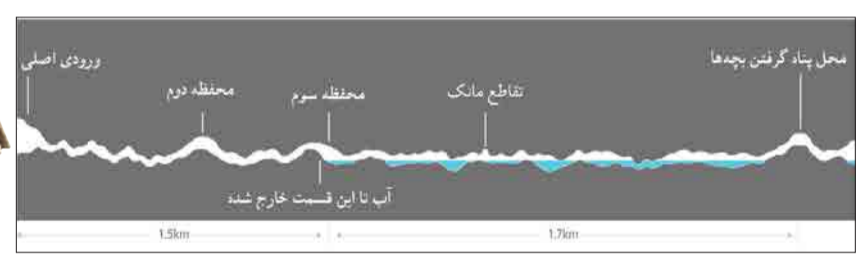 محل پناه گرفتن بچه‌ها
ورودی اصلی
محفظه دوم
محفظه سوم
تقاطع مانک
آب تا این قسمت خارج شده
1.5km
1.7km